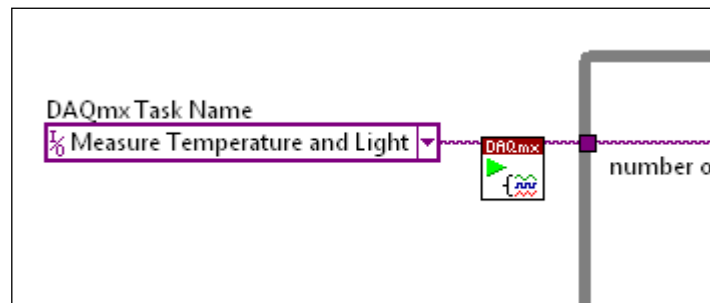 DAQmx Task Name
I/O Measure Temperature and Light
DAQmx
number o